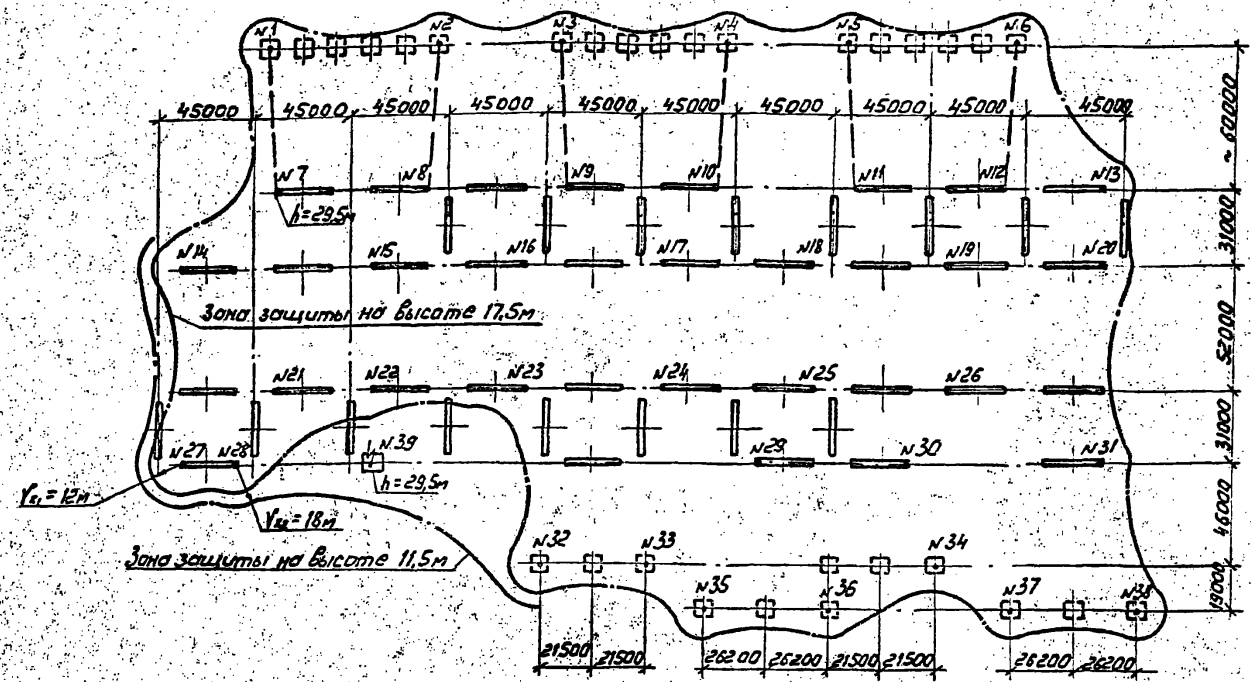 N1 N2 N3 N4 N5 N6
45000 45000 45000 45000 45000 45000 45000 45000 45000
~ 60000
N7 N8 N9 N10 N11 N12 N13
h=29,5м
31000
N14 N15 N16 N17 N18 N19 N20
Зона защиты на высоте 17,5м
52000
N21 N22 N23 N24 N25 N26
31000
N27 N28 N39 N29 N30 N31
h=29,5м
Vx₁=12м
Vx₂=18м
46000
Зона защиты на высоте 11,5м
N32 N33 N34
N35 N36 N37 N38
19000
21500 21500 26200 26200 21500 21500 26200 26200